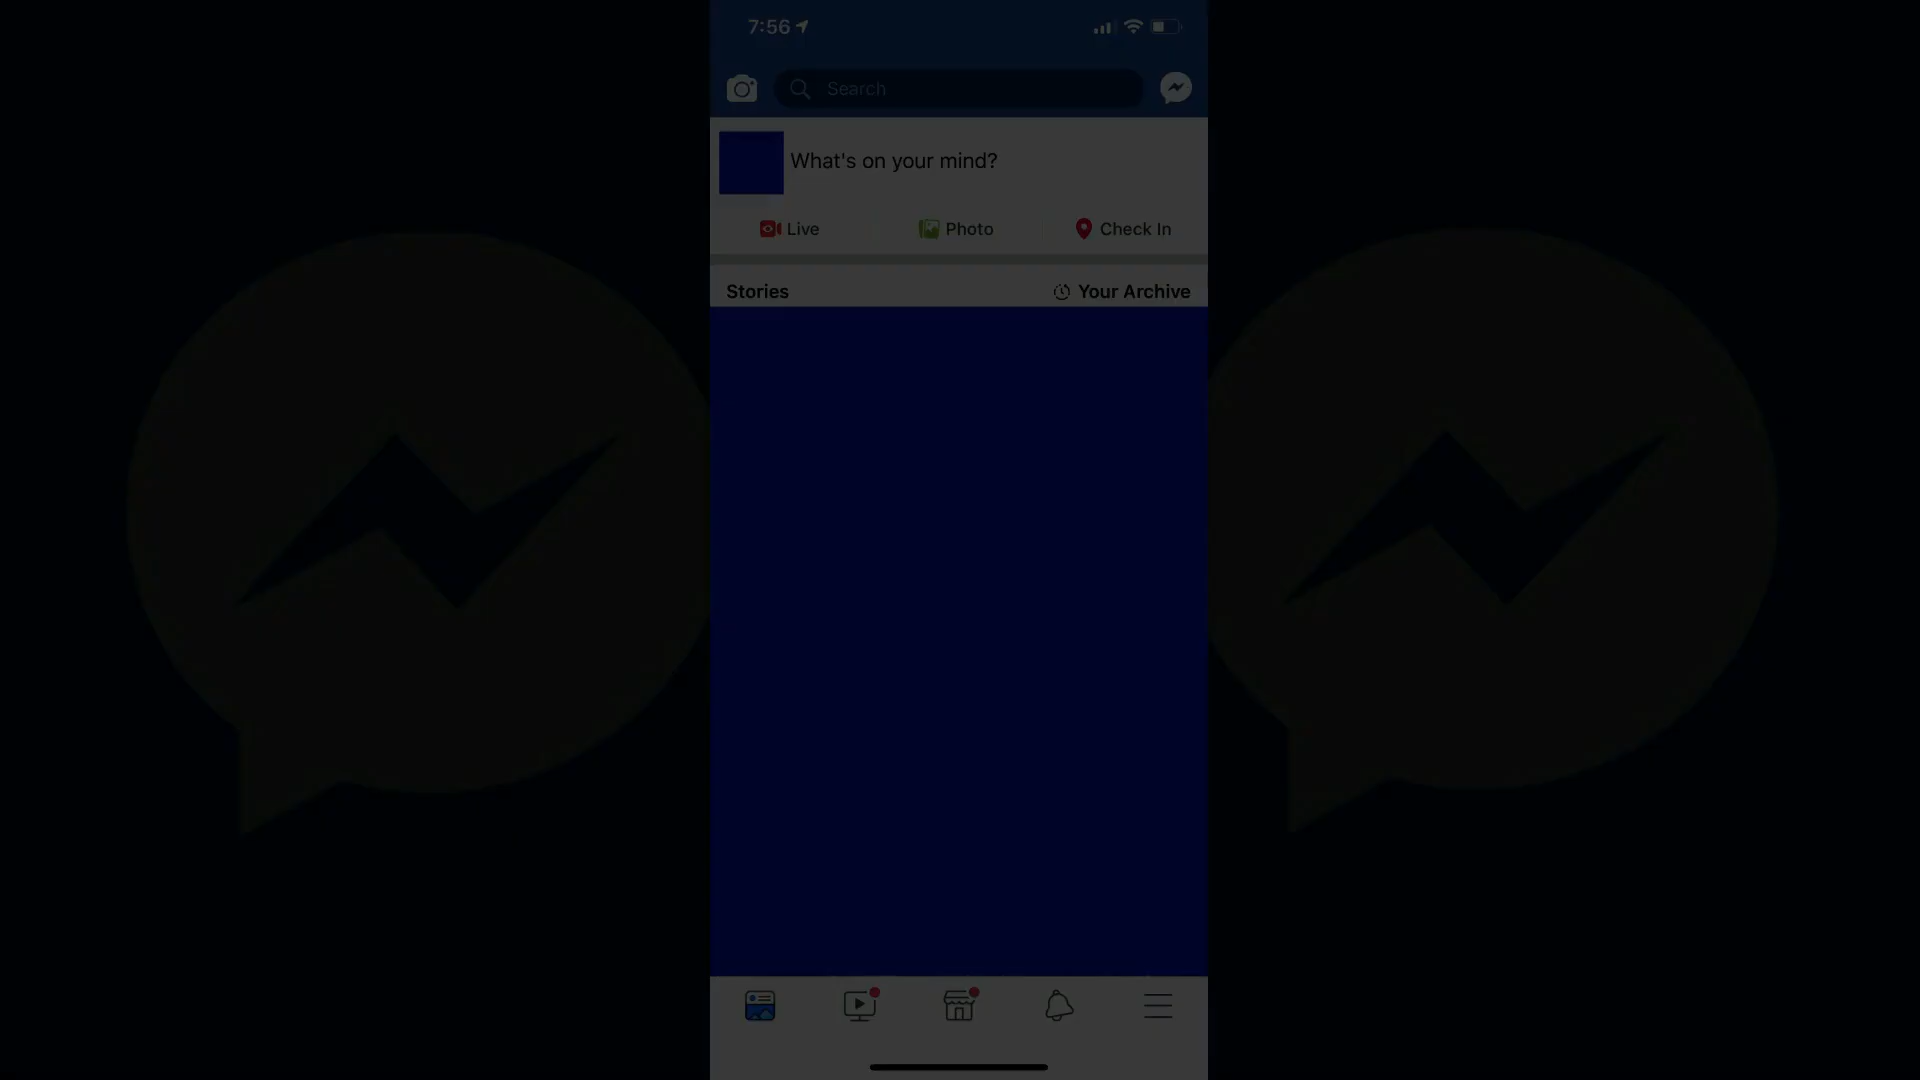 7:56
Search
What's on your mind?
Live
Photo
Check In
Stories
Your Archive